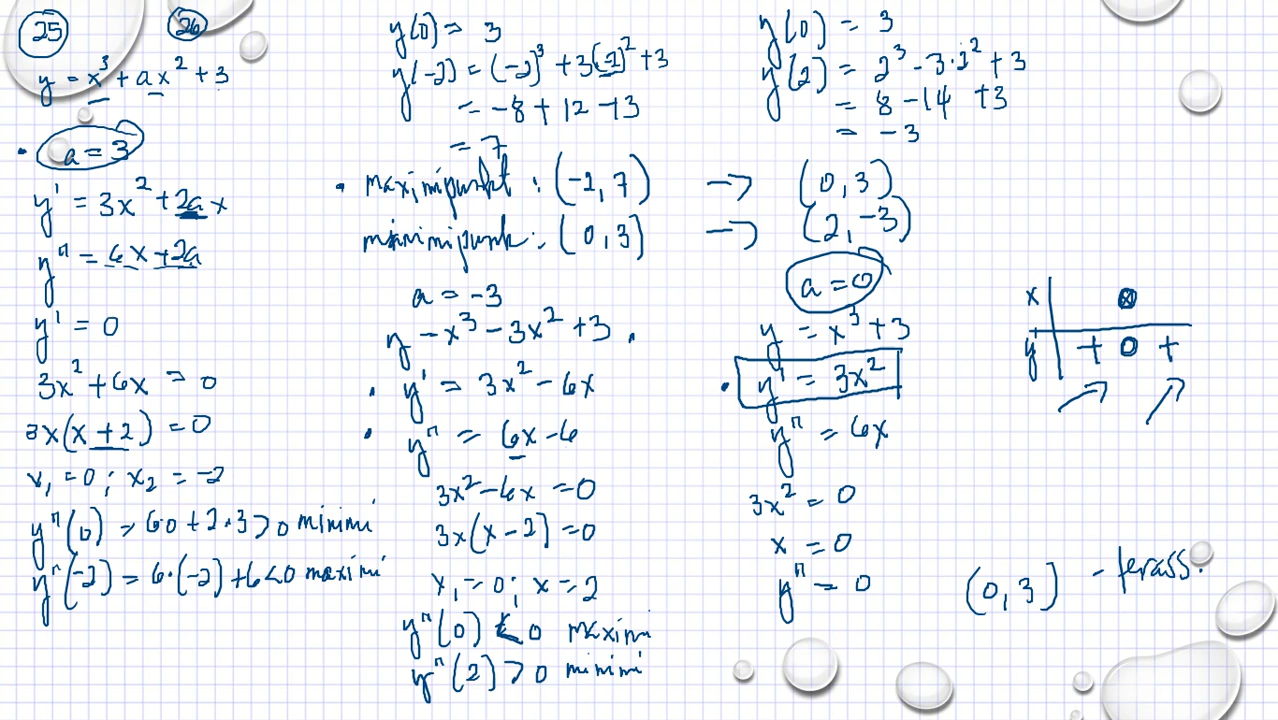 25 26
y = x³ + ax² + 3
• a = 3
y' = 3x² + 2ax
y" = 6x + 2a
y' = 0
3x² + 6x = 0
3x(x + 2) = 0
x₁ = 0 ; x₂ = -2
y"(0) = 6·0 + 2·3 > 0 minimi
y"(-2) = 6·(-2) + 6 < 0 maximi
y(0) = 3
y(-2) = (-2)³ + 3(-2)² + 3
= -8 + 12 + 3
= 7
• maximipunkt : (-2, 7)
minimipunk : (0, 3)
a = -3
y = x³ - 3x² + 3 .
• y' = 3x² - 6x
• y" = 6x - 6
3x² - 6x = 0
3x(x - 2) = 0
x₁ = 0 ; x = 2
y"(0) < 0 maximi
y"(2) > 0 minimi
y(0) = 3
y(2) = 2³ - 3·2² + 3
= 8 - 14 + 3
= -3
→ (0, 3)
→ (2, -3)
a = 0
y = x³ + 3
• y' = 3x²
y" = 6x
3x² = 0
x = 0
y" = 0
x 0
y' + 0 +
(0, 3) - terass.